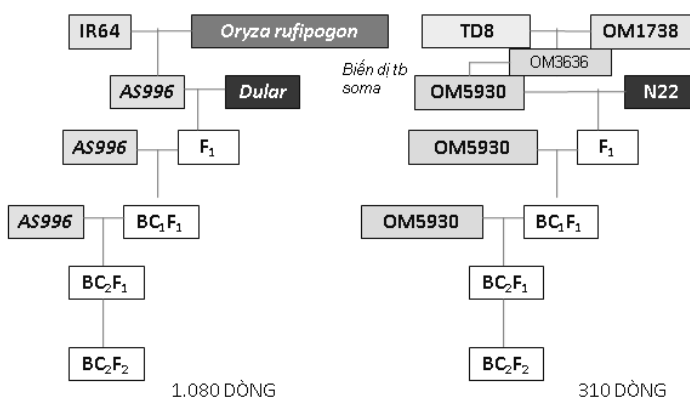 IR64 Oryza rufipogon TD8 OM1738
Biến dị tb soma OM3636
AS996 Dular OM5930 N22
AS996 F₁ OM5930 F₁
AS996 BC₁F₁ OM5930 BC₁F₁
BC₂F₁ BC₂F₁
BC₂F₂ BC₂F₂
1.080 DÒNG 310 DÒNG